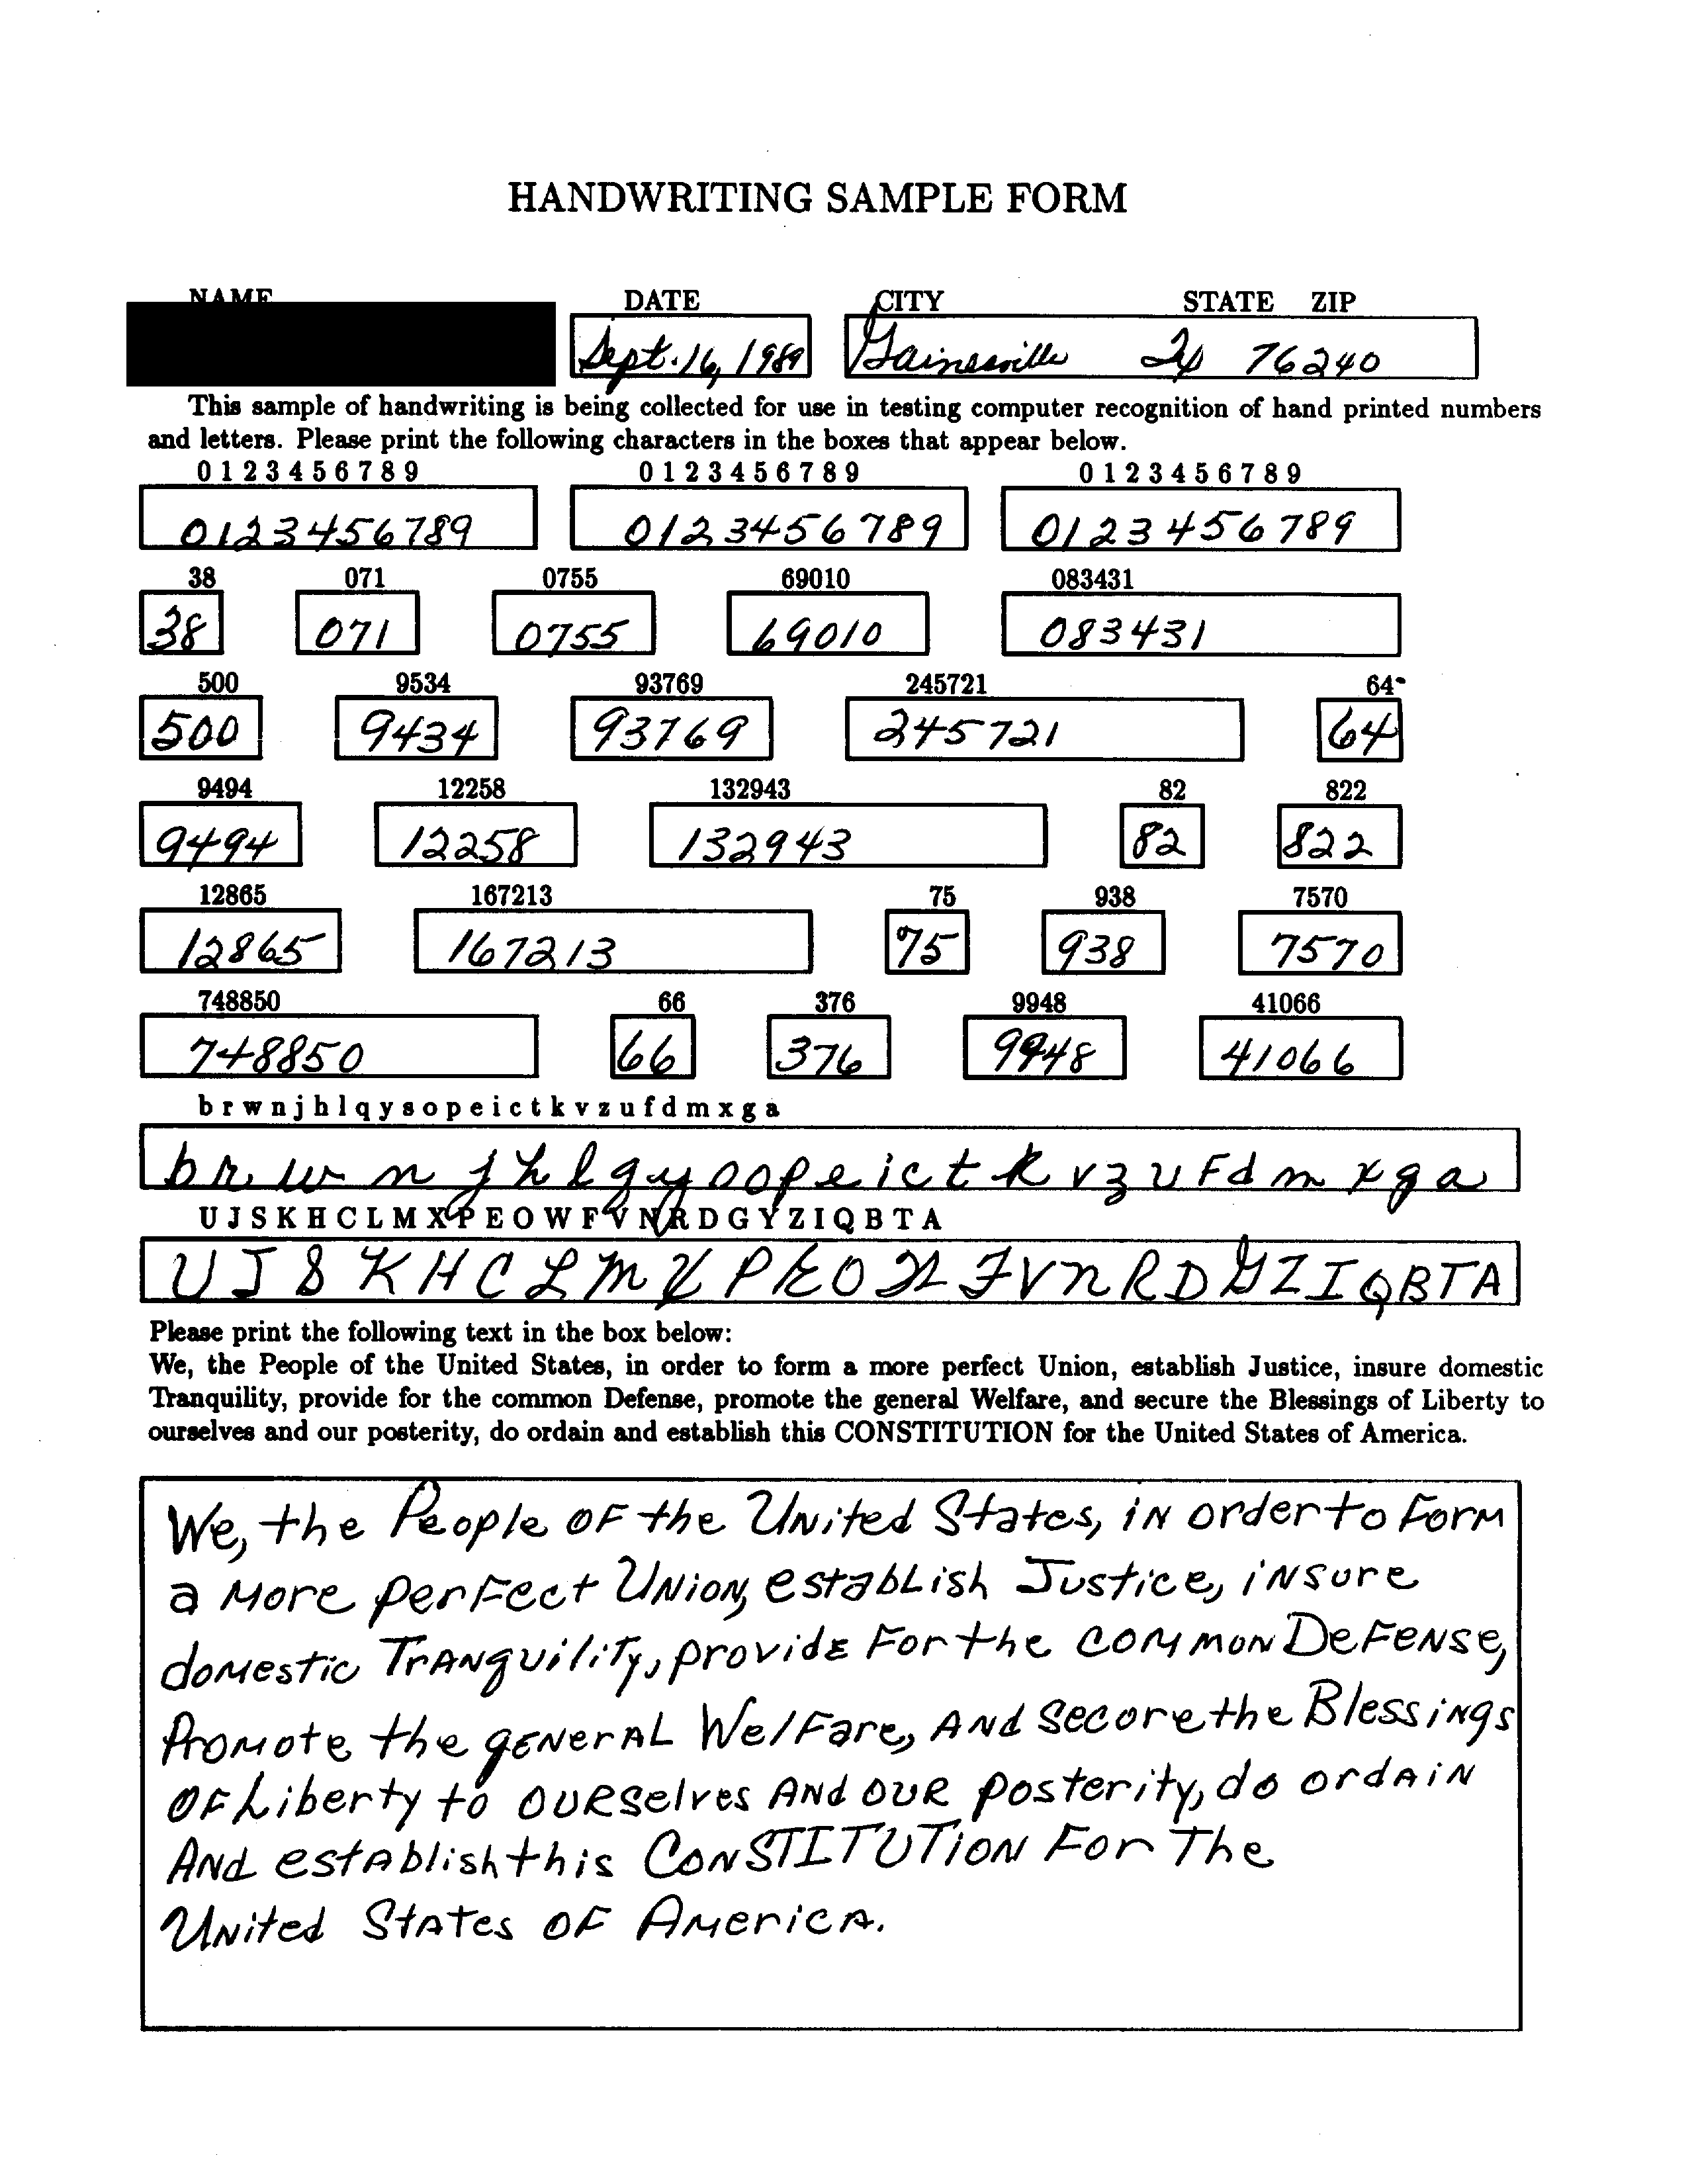 HANDWRITING SAMPLE FORM
NAME DATE CITY STATE ZIP
Sept. 16, 1989 Gainesville Tx 76240
This sample of handwriting is being collected for use in testing computer recognition of hand printed numbers
and letters. Please print the following characters in the boxes that appear below.
0 1 2 3 4 5 6 7 8 9 0 1 2 3 4 5 6 7 8 9 0 1 2 3 4 5 6 7 8 9
0123456789 0123456789 0123456789
38 071 0755 69010 083431
38 071 0755 69010 083431
500 9534 93769 245721 64
500 9434 93769 245721 64
9494 12258 132943 82 822
9494 12258 132943 82 822
12865 167213 75 938 7570
12865 167213 75 938 7570
748850 66 376 9948 41066
748850 66 376 9948 41066
b r w n j h l q y s o p e i c t k v z u f d m x g a
b r w n j h l q y s o p e i c t k v z u F d m x g a
U J S K H C L M X P E O W F V N R D G Y Z I Q B T A
U J S K H C L M X P E O W F V N R D G Y Z I Q B T A
Please print the following text in the box below:
We, the People of the United States, in order to form a more perfect Union, establish Justice, insure domestic
Tranquility, provide for the common Defense, promote the general Welfare, and secure the Blessings of Liberty to
ourselves and our posterity, do ordain and establish this CONSTITUTION for the United States of America.
We, the People OF the United States, in order to Form
a More perFect Union, establish Justice, insure
domestic Tranquility, provide For the common DeFense,
Promote the general WelFare, And secore the Blessings
OF Liberty to ourselves And our posterity, do ordain
And establish this CONSTITUTION For The
United States OF America.